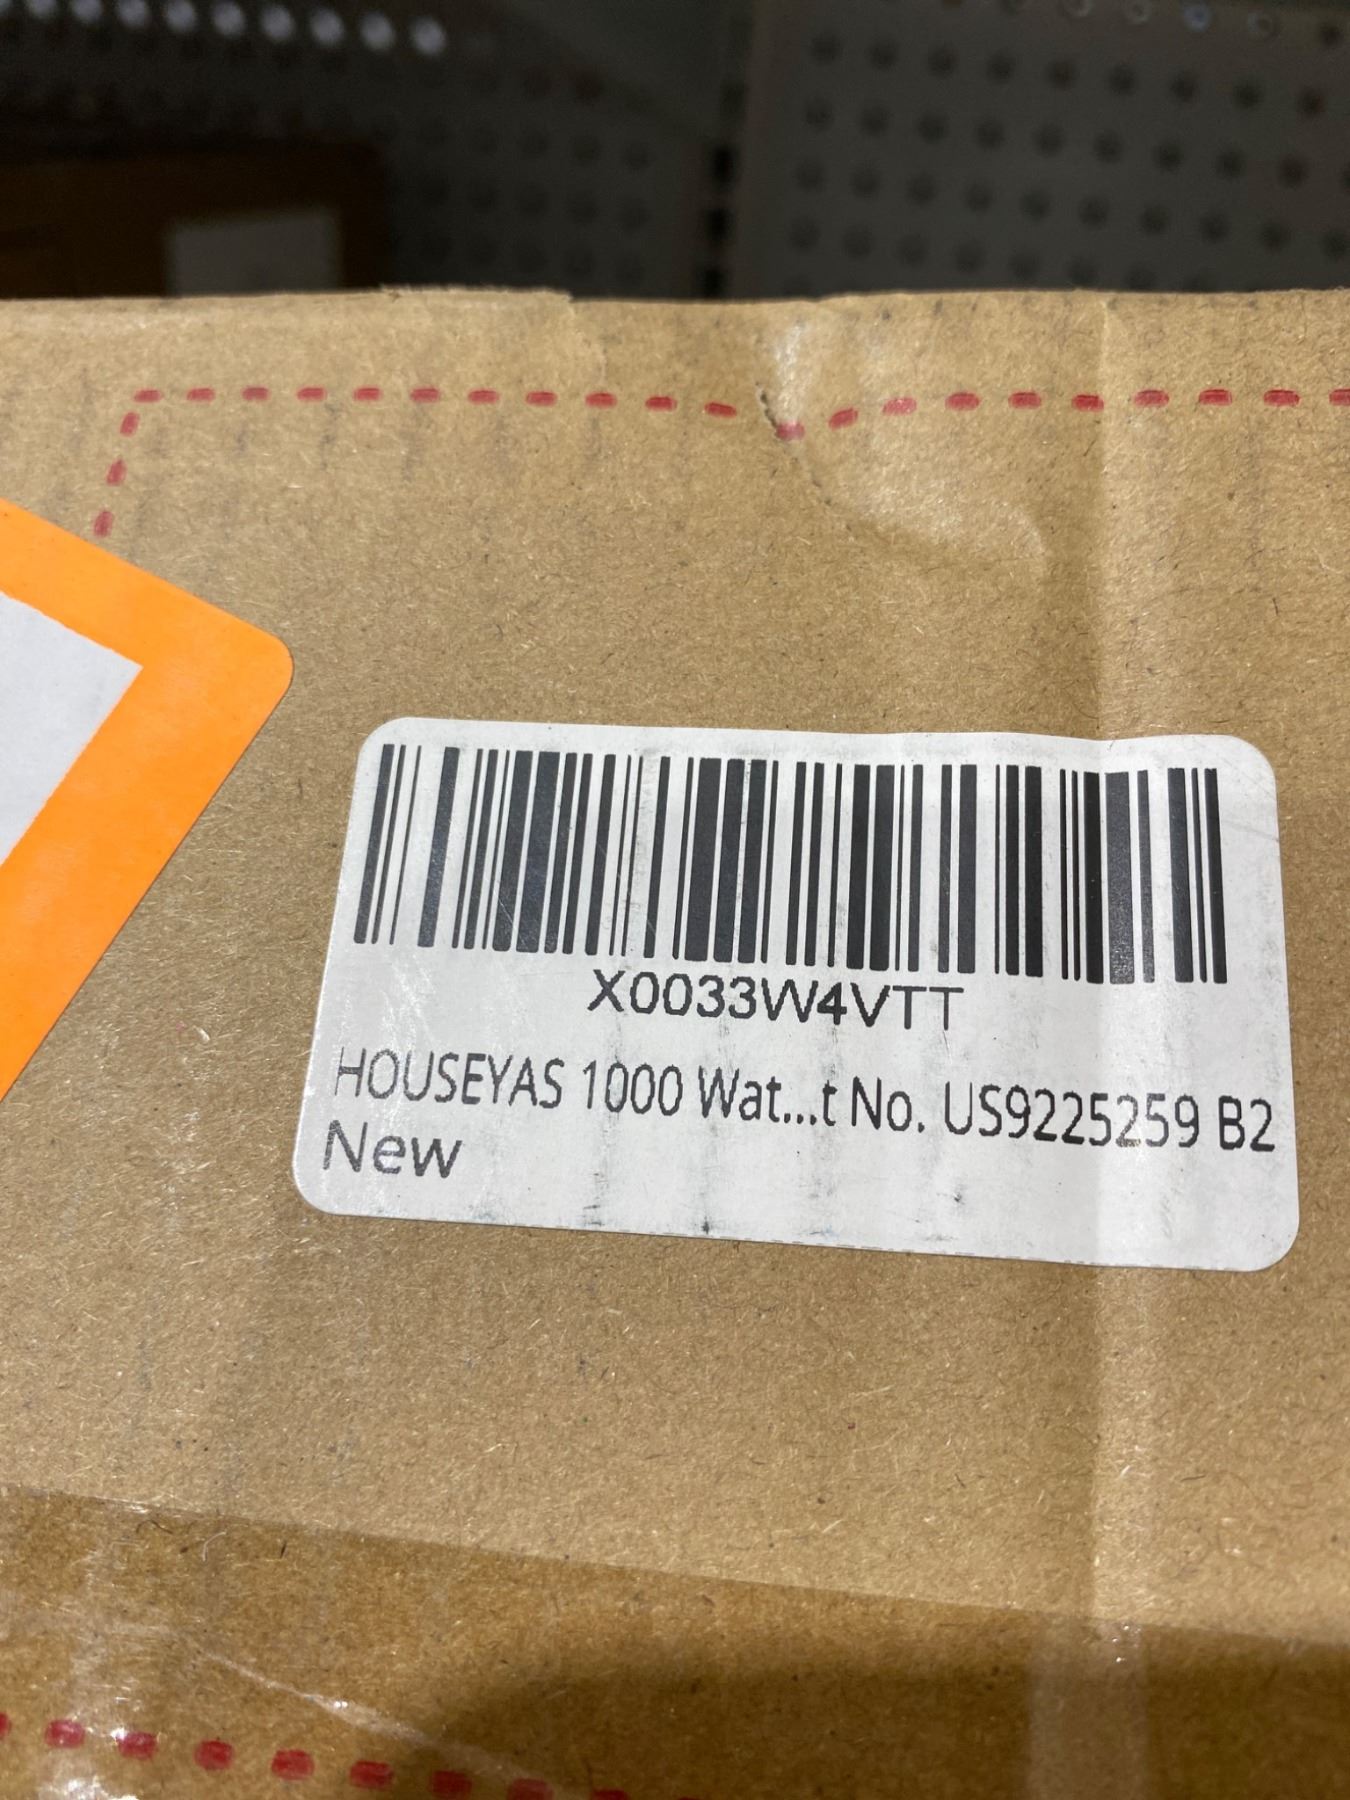 X0033W4VTT
HOUSEYAS 1000 Wat...t No. US9225259 B2
New